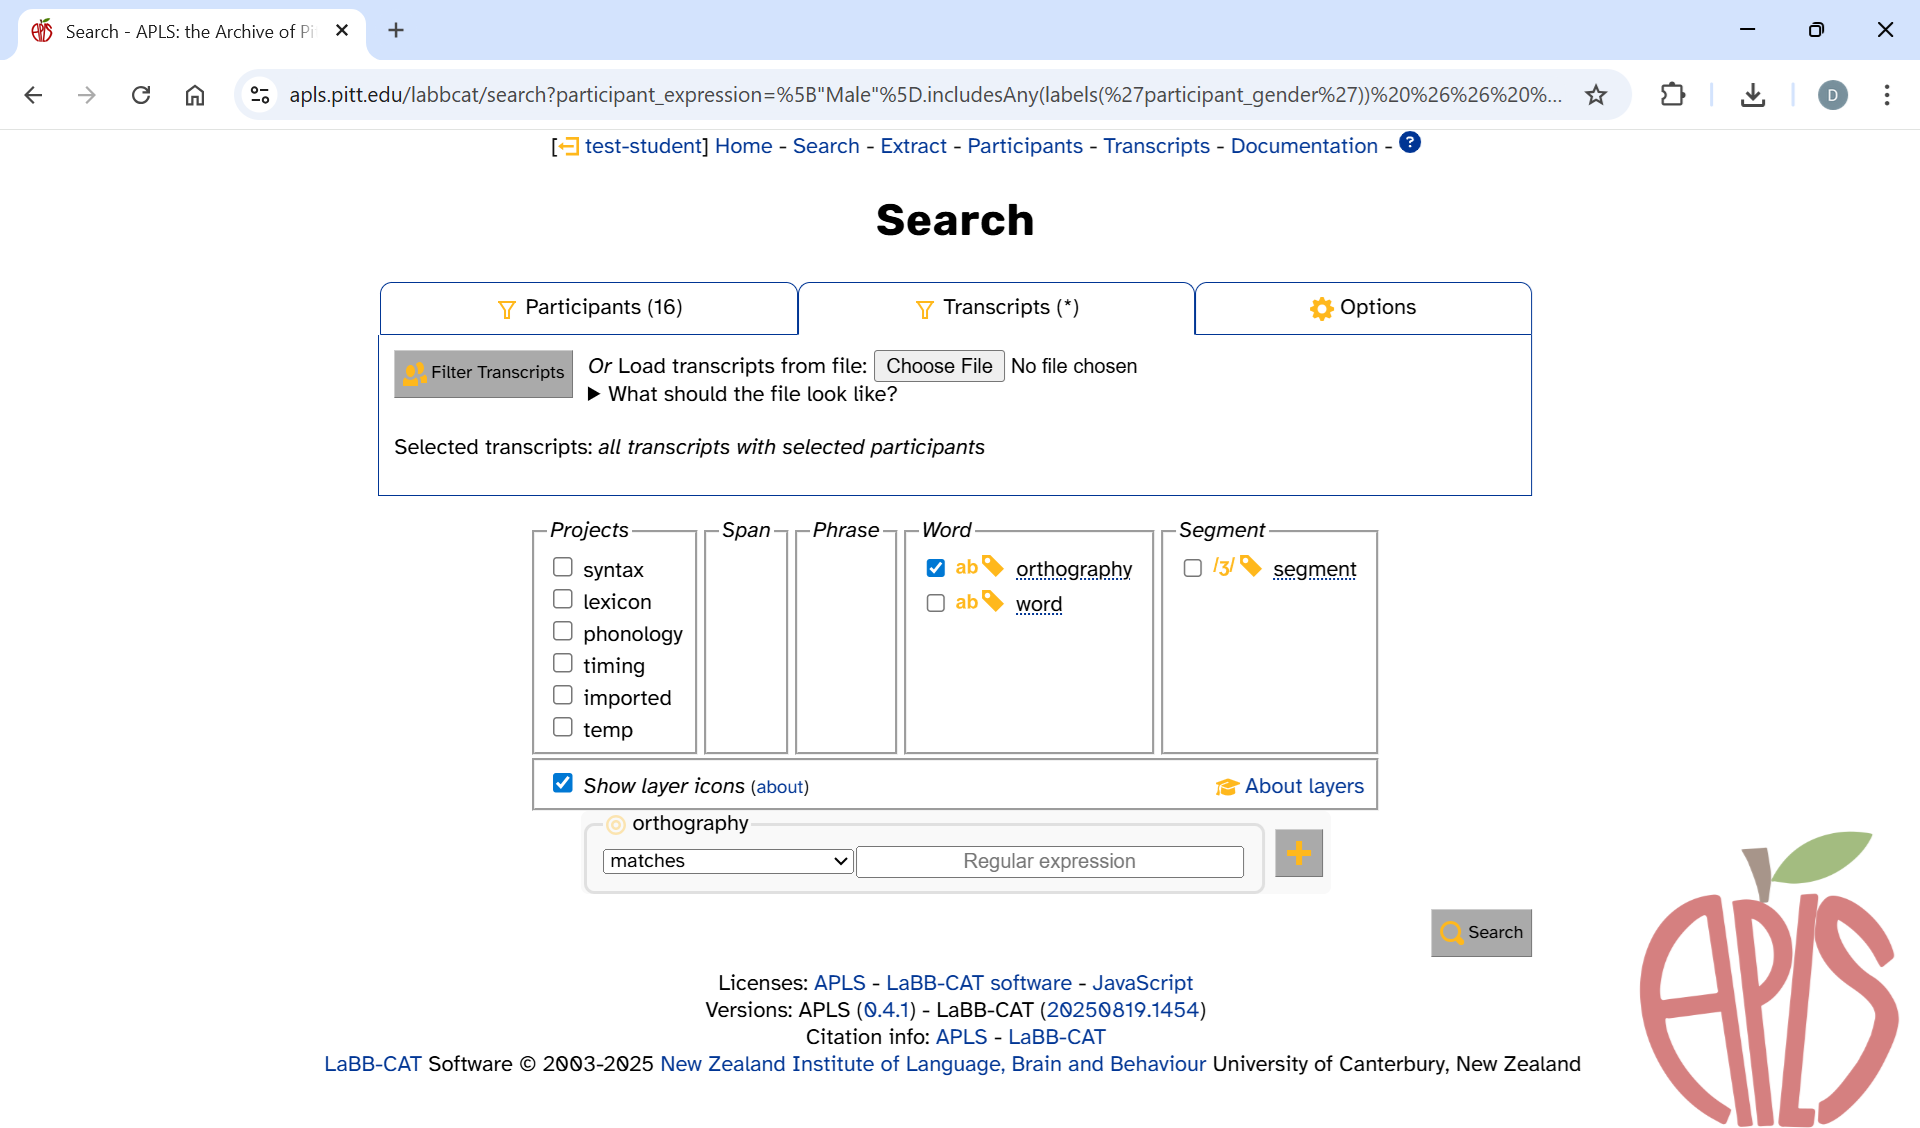 Search - APLS: the Archive of Pi
apls.pitt.edu/labbcat/search?participant_expression=%5B"Male"%5D.includesAny(labels(%27participant_gender%27))%20%26%26%20%...
D
[test-student] Home - Search - Extract - Participants - Transcripts - Documentation - ?
Search
Participants (16)
Transcripts (*)
Options
Filter Transcripts
Or Load transcripts from file: Choose File No file chosen
▶ What should the file look like?
Selected transcripts: all transcripts with selected participants
Projects
syntax
lexicon
phonology
timing
imported
temp
Span
Phrase
Word
ab orthography
ab word
Segment
/ʒ/ segment
Show layer icons (about)
About layers
orthography
matches
Regular expression
Search
Licenses: APLS - LaBB-CAT software - JavaScript
Versions: APLS (0.4.1) - LaBB-CAT (20250819.1454)
Citation info: APLS - LaBB-CAT
LaBB-CAT Software © 2003-2025 New Zealand Institute of Language, Brain and Behaviour University of Canterbury, New Zealand
APLS